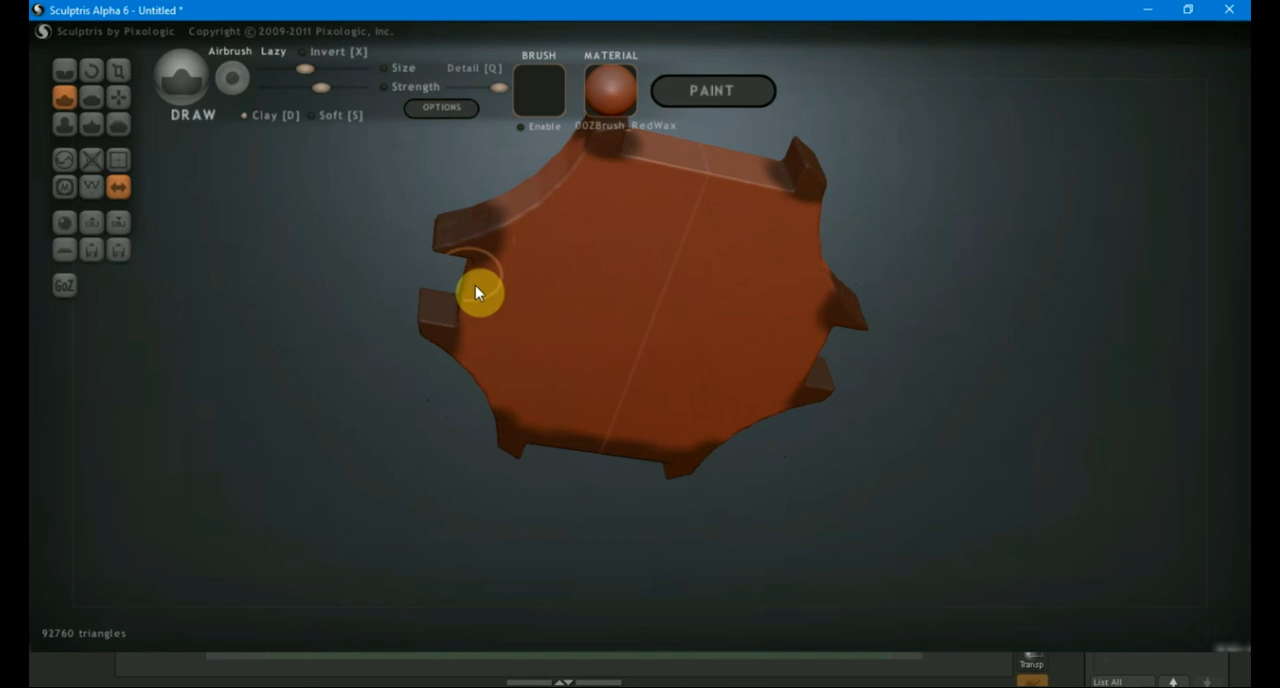 Sculptris Alpha 6 - Untitled *
Sculptris by Pixologic Copyright © 2009-2011 Pixologic, Inc.
Airbrush Lazy Invert [X]
BRUSH MATERIAL
Size Detail [Q]
Strength
PAINT
OPTIONS
DRAW Clay [D] Soft [S]
Enable 00ZBrush_RedWax
GoZ
92760 triangles
Transp
List All